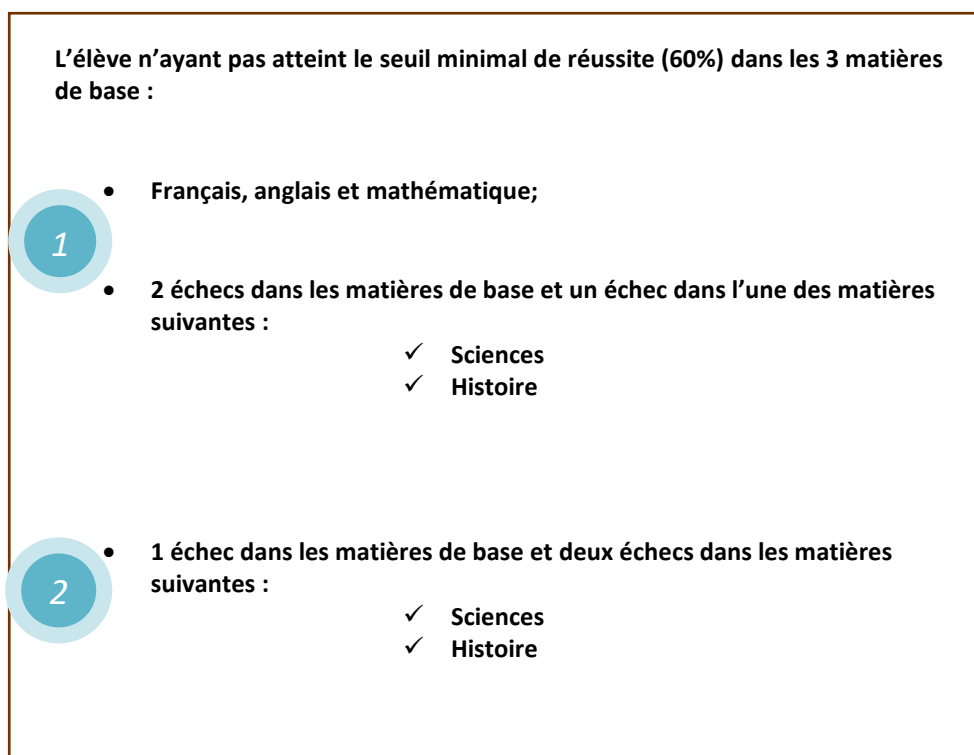 L’élève n’ayant pas atteint le seuil minimal de réussite (60%) dans les 3 matières
de base :
• Français, anglais et mathématique;
1
• 2 échecs dans les matières de base et un échec dans l’une des matières
suivantes :
✓ Sciences
✓ Histoire
• 1 échec dans les matières de base et deux échecs dans les matières
2
suivantes :
✓ Sciences
✓ Histoire